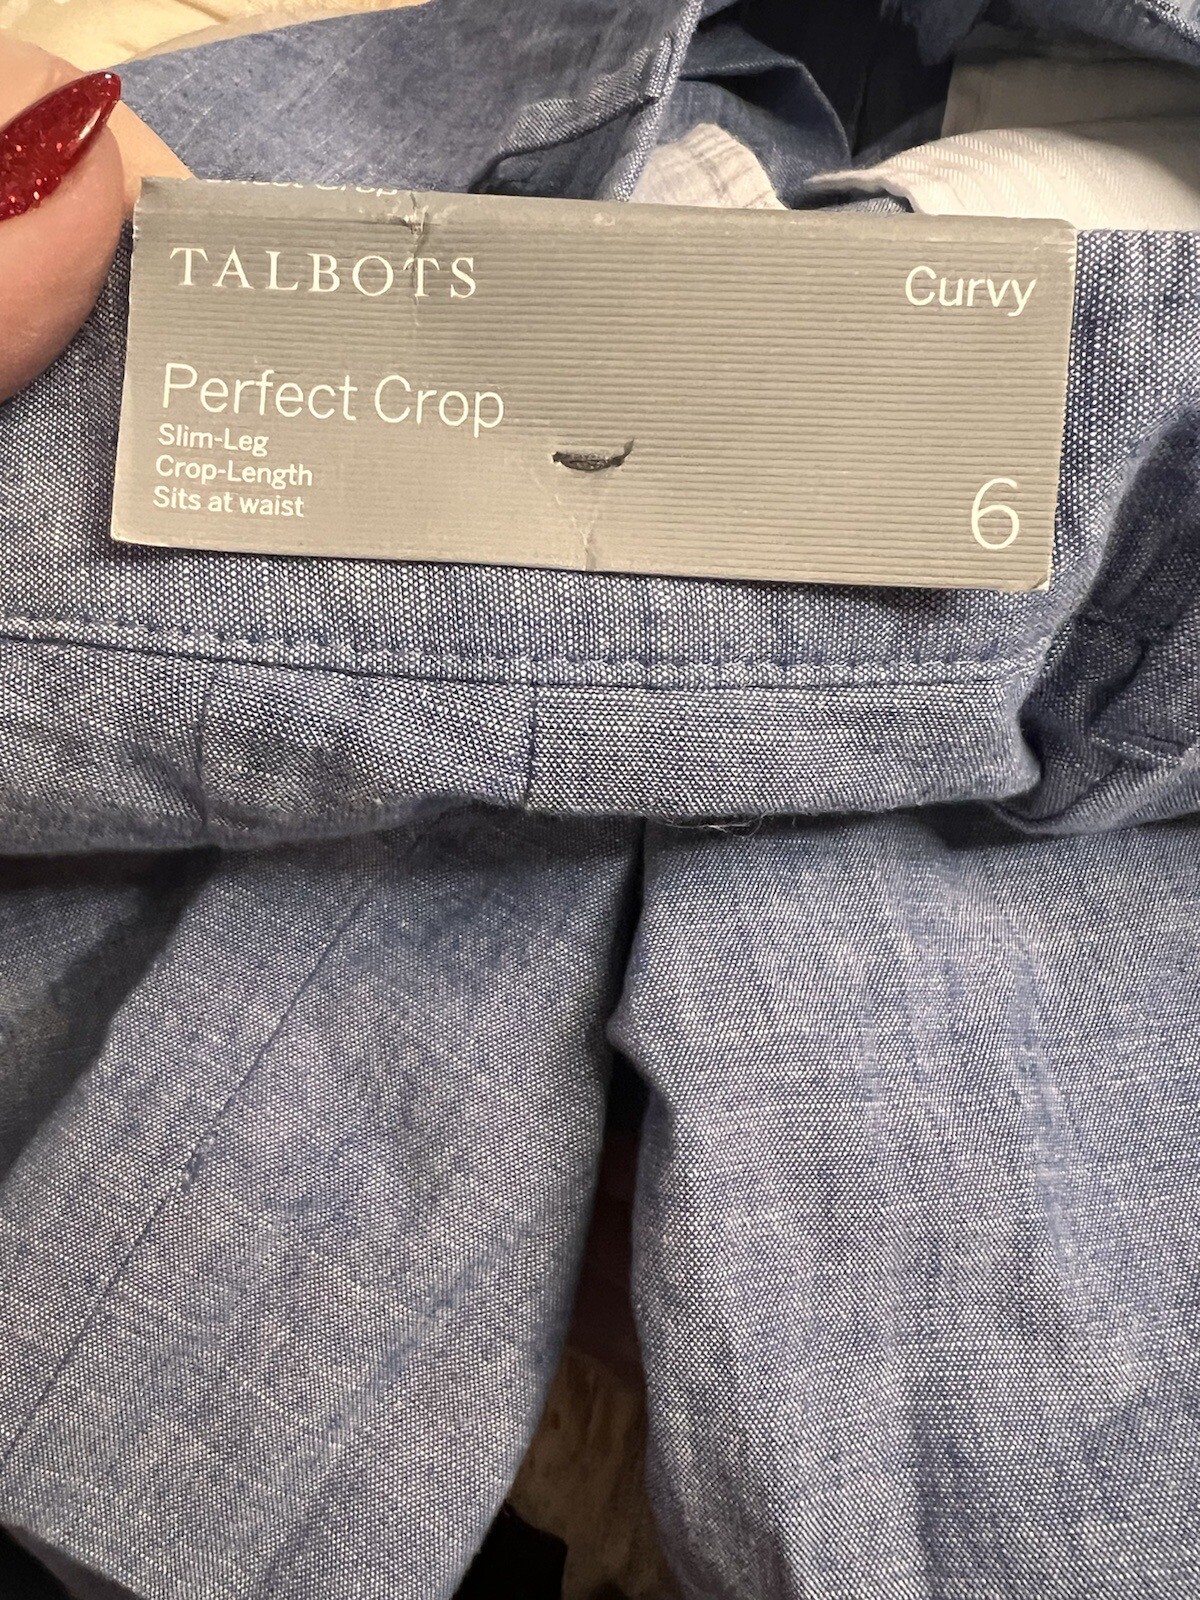 TALBOTS
Curvy
Perfect Crop
Slim-Leg
Crop-Length
Sits at waist
6